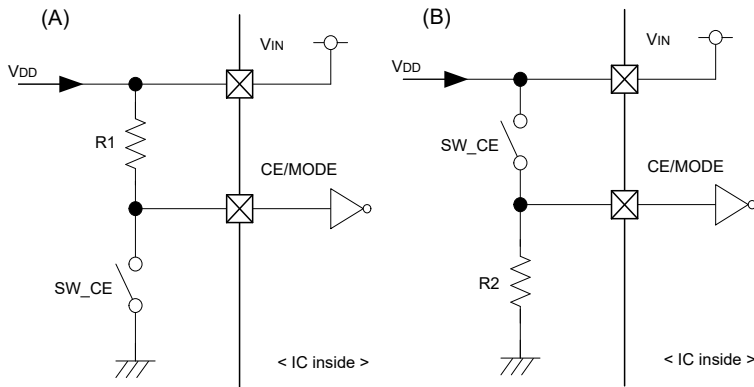 (A)
VIN
VDD
R1
CE/MODE
SW_CE
< IC inside >
(B)
VIN
VDD
SW_CE
CE/MODE
R2
< IC inside >